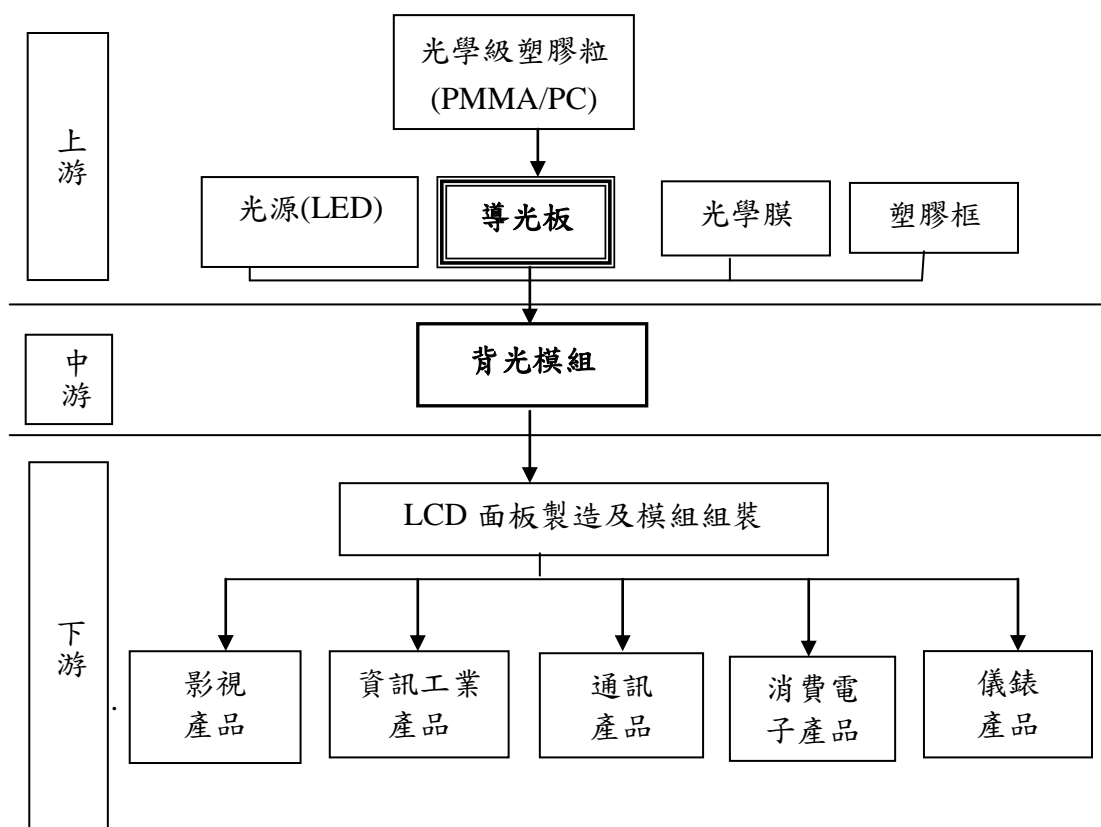 光學級塑膠粒
(PMMA/PC)
上
游
光源(LED)
導光板
光學膜
塑膠框
中
游
背光模組
下
游
LCD 面板製造及模組組裝
影視
產品
資訊工業
產品
通訊
產品
消費電
子產品
儀錶
產品
.